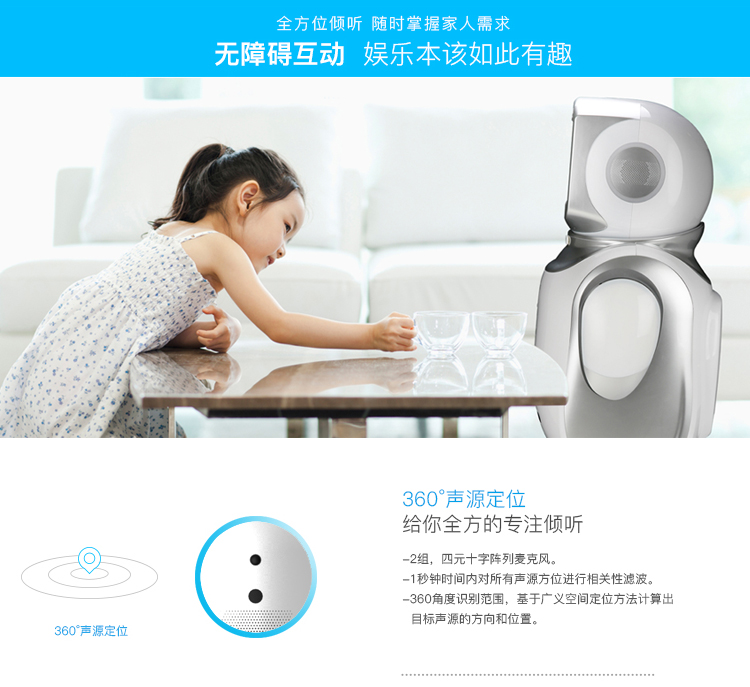 全方位倾听 随时掌握家人需求
无障碍互动 娱乐本该如此有趣
360°声源定位
给你全方的专注倾听
-2组，四元十字阵列麦克风。
-1秒钟时间内对所有声源方位进行相关性滤波。
-360角度识别范围，基于广义空间定位方法计算出
目标声源的方向和位置。
360°声源定位